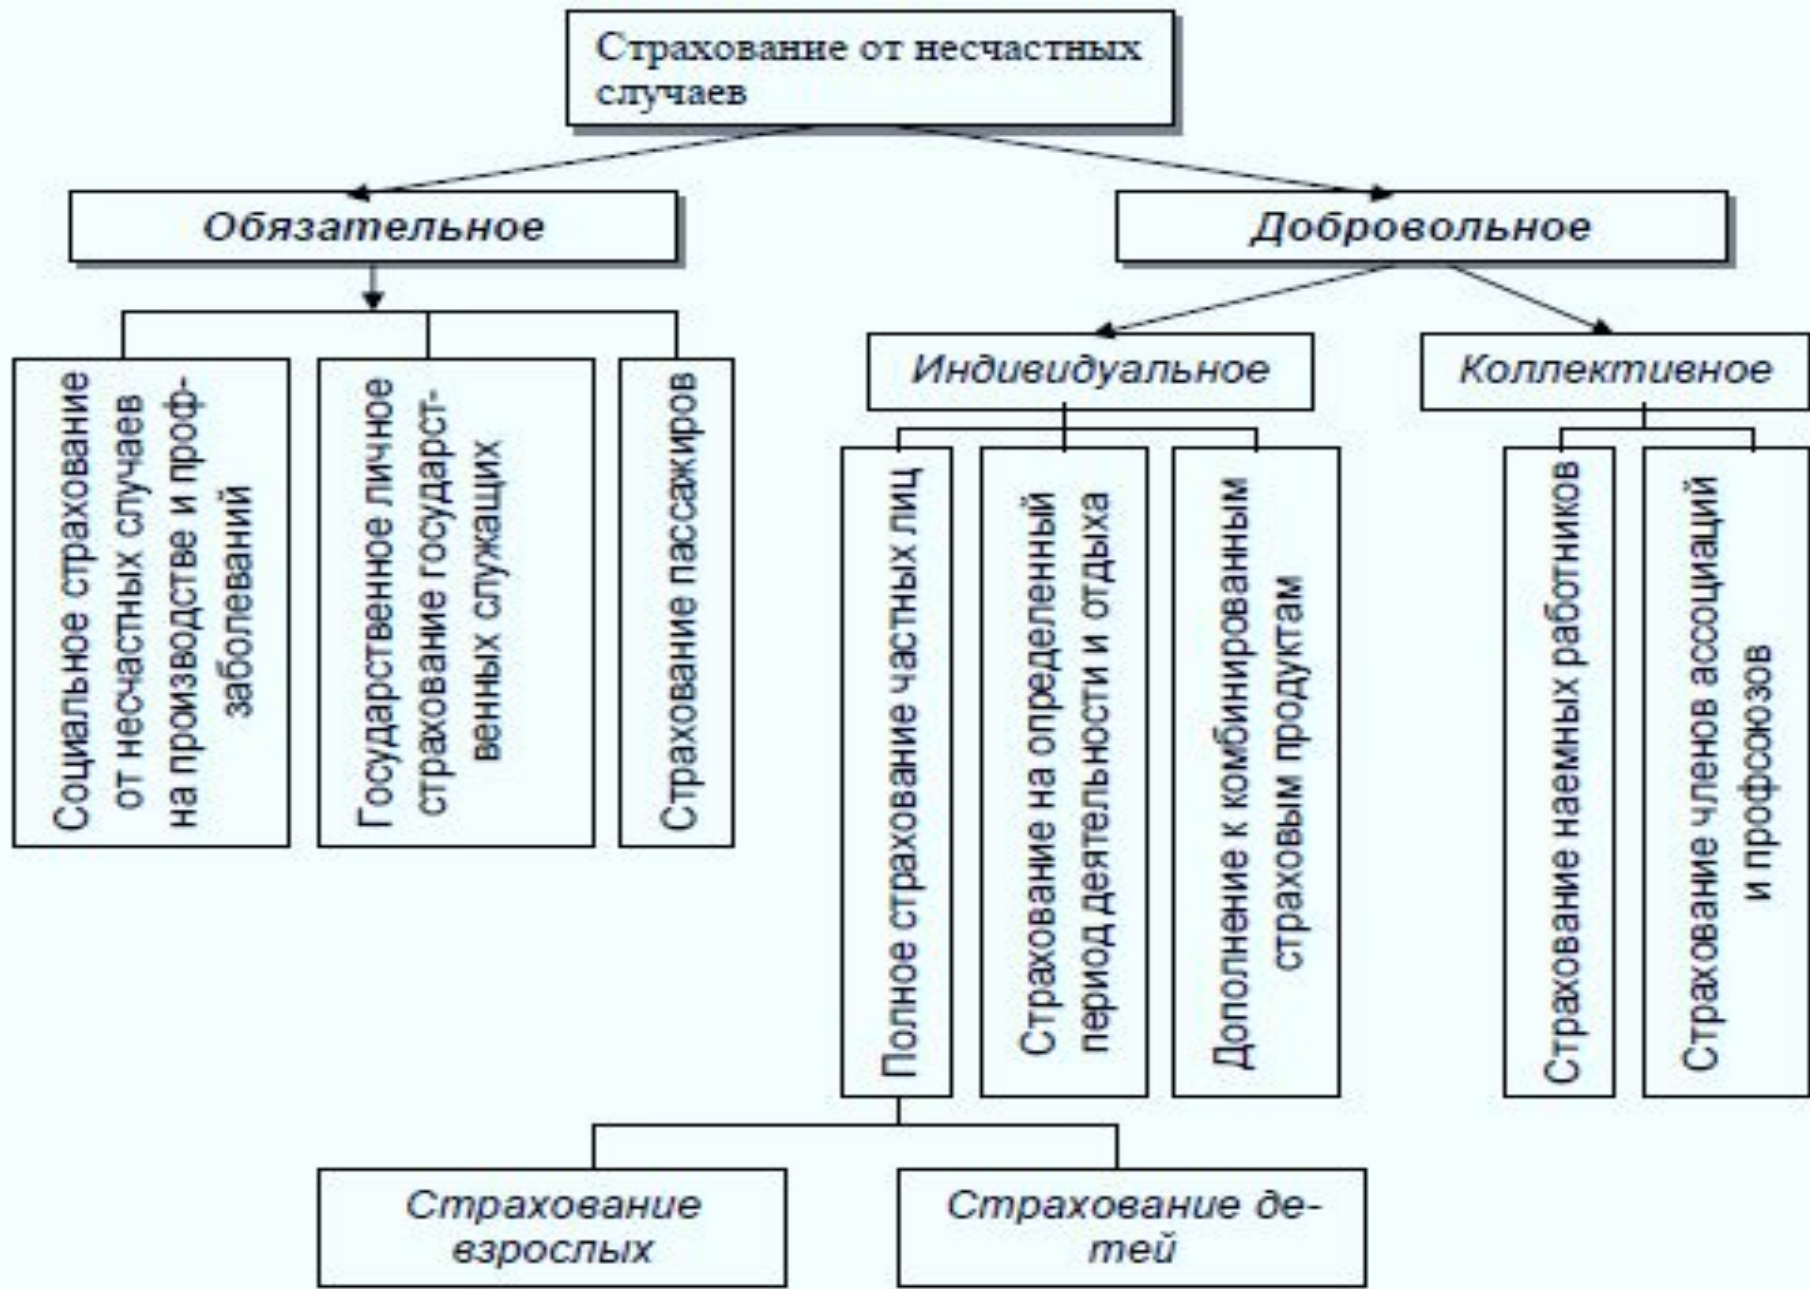 Страхование от несчастных
случаев
Обязательное
Добровольное
Социальное страхование
от несчастных случаев
на производстве и проф-
заболеваний
Государственное личное
страхование государст-
венных служащих
Страхование пассажиров
Индивидуальное
Коллективное
Полное страхование частных лиц
Страхование на определенный
период деятельности и отдыха
Дополнение к комбинированным
страховым продуктам
Страхование наемных работников
Страхование членов ассоциаций
и профсоюзов
Страхование
взрослых
Страхование де-
тей